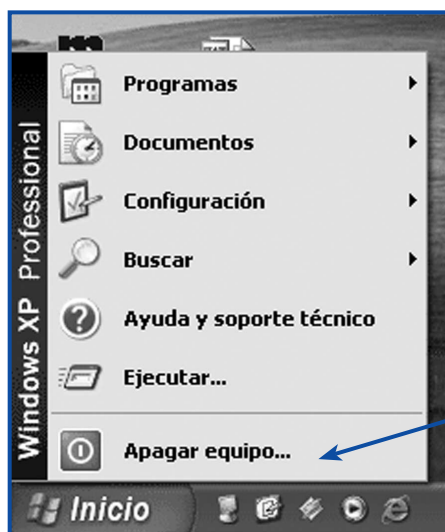 Programas
Documentos
Configuración
Buscar
Ayuda y soporte técnico
Ejecutar...
Apagar equipo...
Windows XP Professional
Inicio